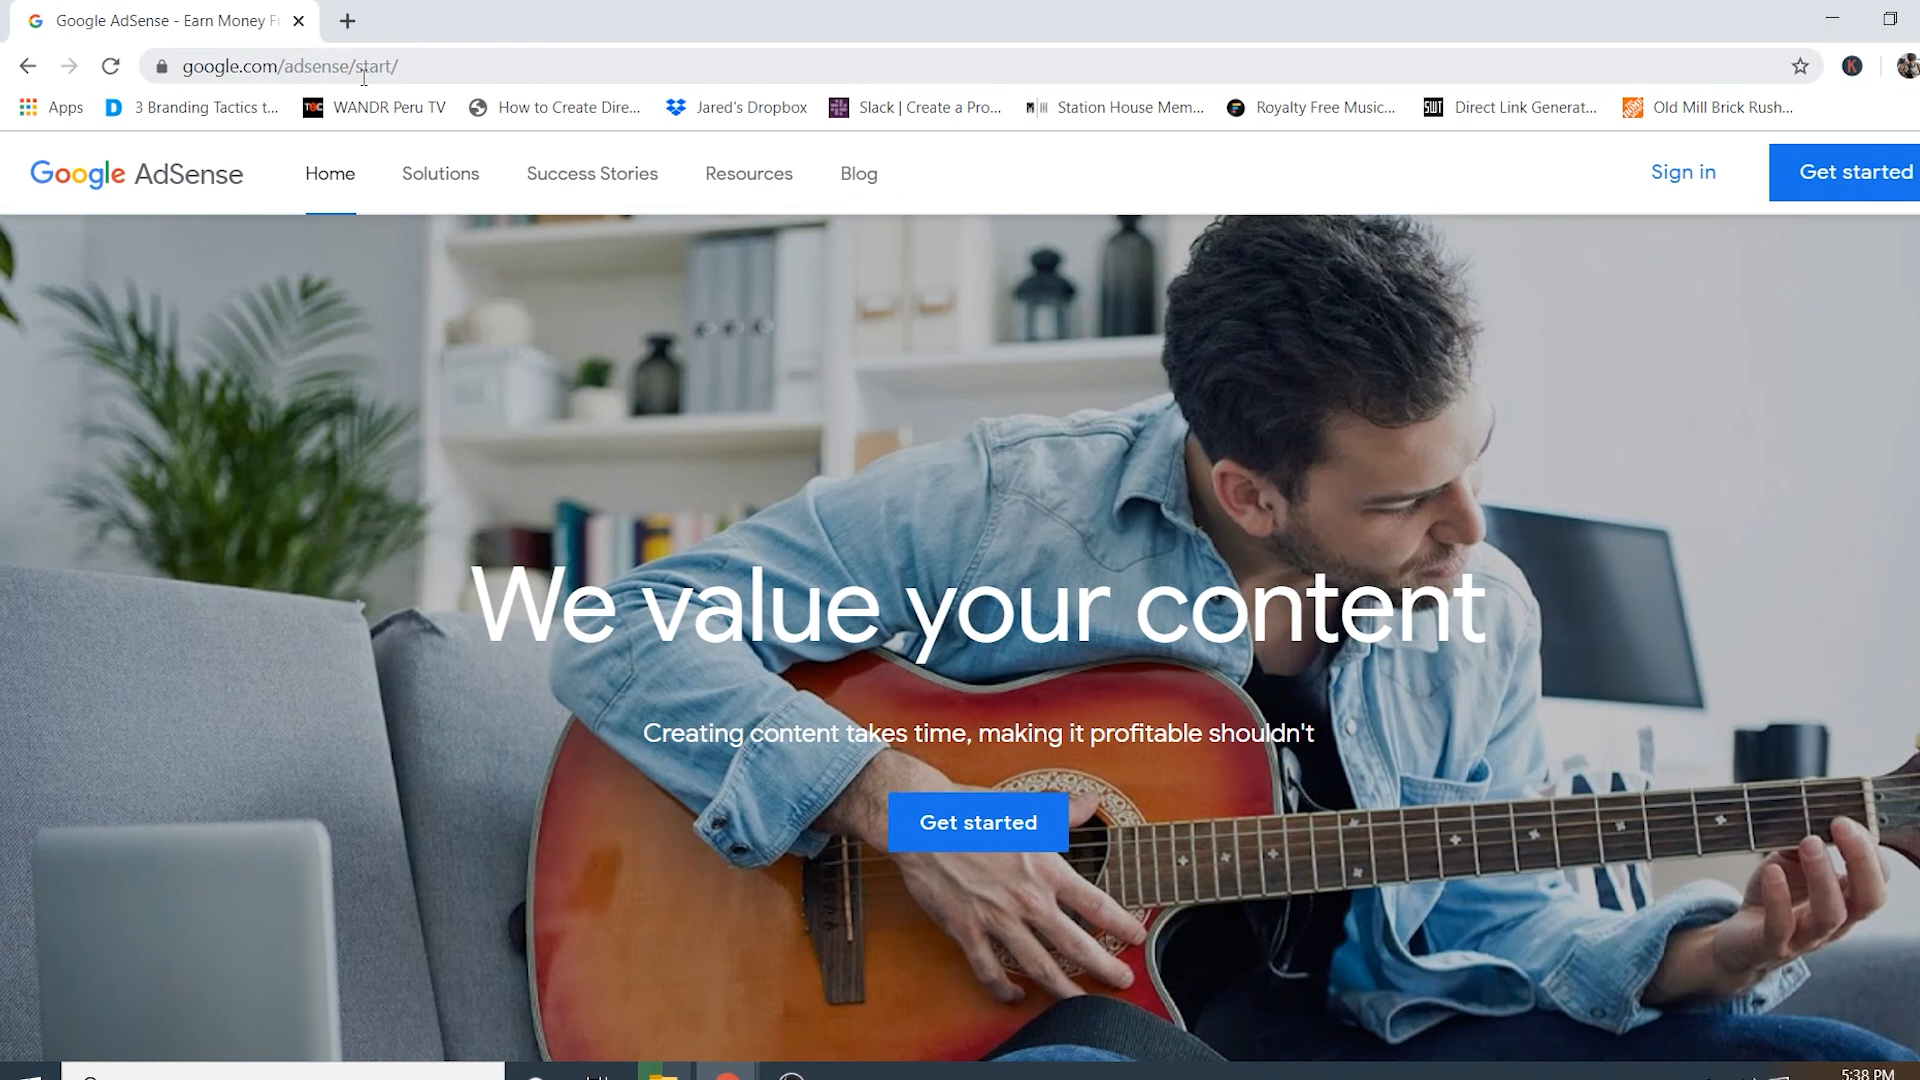 Google AdSense - Earn Money Fr
google.com/adsense/start/
K
Apps
D 3 Branding Tactics t...
WANDR Peru TV
How to Create Dire...
Jared's Dropbox
Slack | Create a Pro...
Station House Mem...
Royalty Free Music...
SWT Direct Link Generat...
Old Mill Brick Rush...
Google AdSense
Home
Solutions
Success Stories
Resources
Blog
Sign in
Get started
We value your content
Creating content takes time, making it profitable shouldn't
Get started
5:38 PM